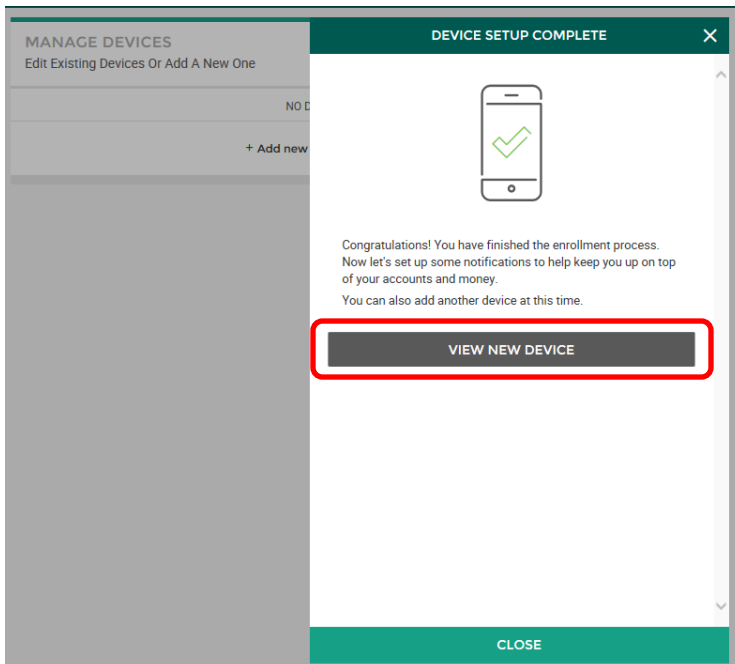 MANAGE DEVICES
Edit Existing Devices Or Add A New One
NO D
+ Add new
DEVICE SETUP COMPLETE
Congratulations! You have finished the enrollment process.
Now let's set up some notifications to help keep you up on top
of your accounts and money.
You can also add another device at this time.
VIEW NEW DEVICE
CLOSE